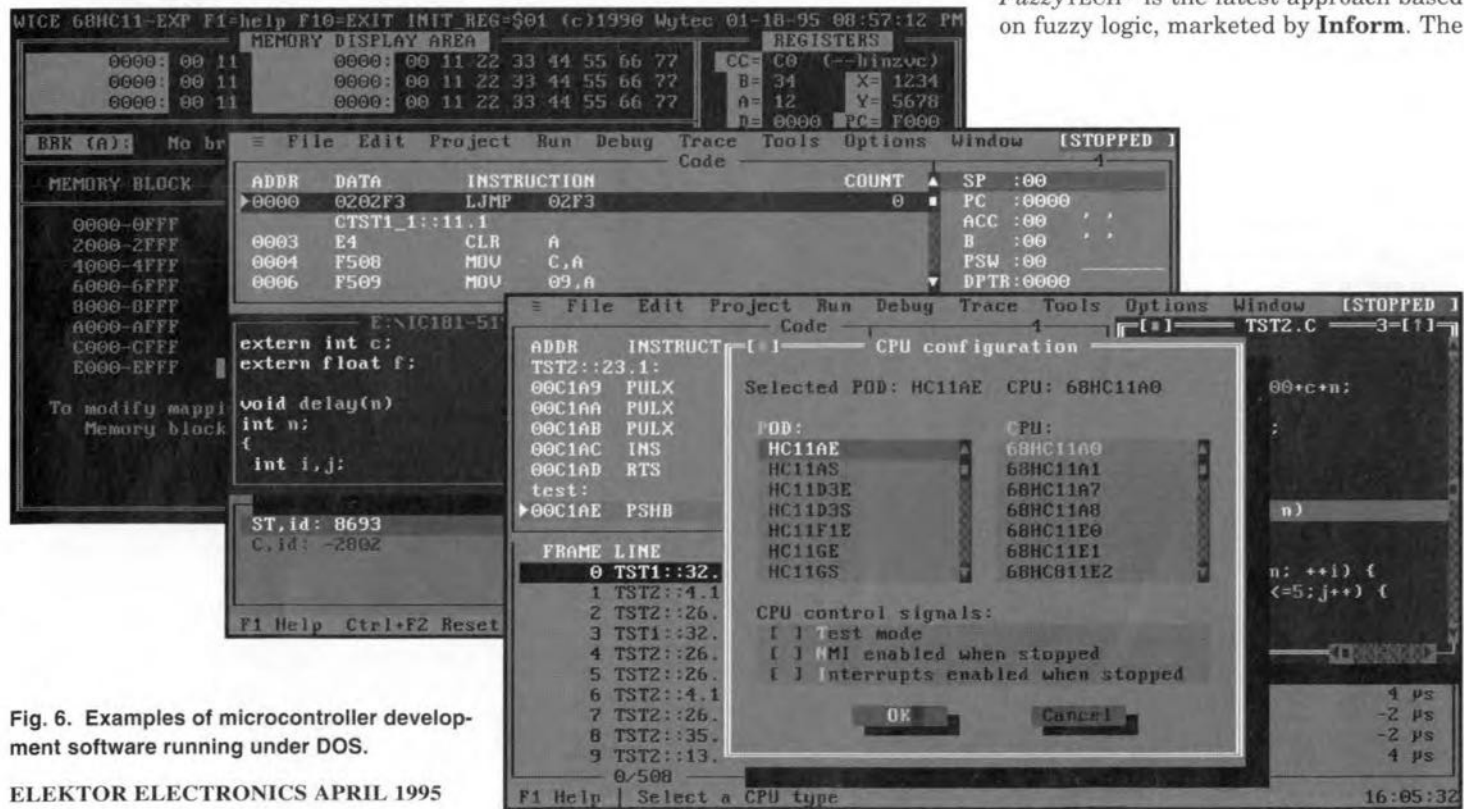 FuzzyTECH is the latest approach based
on fuzzy logic, marketed by Inform. The
WICE 68HC11-EXP F1=help F10=EXIT INIT_REG=$01 (c)1990 Wytec 01-18-95 08:57:12 PM
MEMORY DISPLAY AREA
0000: 00 11 0000: 00 11 22 33 44 55 66 77
0000: 00 11 0000: 00 11 22 33 44 55 66 77
0000: 00 11 0000: 00 11 22 33 44 55 66 77
REGISTERS
CC= C0 (--hinzvc)
B= 34 X= 1234
A= 12 Y= 5678
D= 0000 PC= F000
BRK (A): No br
MEMORY BLOCK
0000-0FFF
2000-2FFF
4000-4FFF
6000-6FFF
8000-8FFF
A000-AFFF
C000-CFFF
E000-EFFF
To modify mappi
Memory block
≡ File Edit Project Run Debug Trace Tools Options Window [STOPPED ]
Code
ADDR DATA INSTRUCTION COUNT
0000 0202F3 LJMP 02F3 0
CTST1_1::11.1
0003 E4 CLR A
0004 F508 MOV C,A
0006 F509 MOV 09,A
4
SP :00
PC :0000
ACC :00 ' '
B :00 ' '
PSW :00
DPTR:0000
E:\IC181-51
extern int c;
extern float f;
void delay(n)
int n;
{
int i,j;
ST,id: 8693
C,id: -2802
F1 Help Ctrl+F2 Reset
≡ File Edit Project Run Debug Trace Tools Options Window [STOPPED ]
Code
4
ADDR INSTRUCT
TST2::23.1:
00C1A9 PULX
00C1AA PULX
00C1AB PULX
00C1AC INS
00C1AD RTS
test:
00C1AE PSHB
FRAME LINE
0 TST1::32.
1 TST2::4.1
2 TST2::26.
3 TST1::32.
4 TST2::26.
5 TST2::26.
6 TST2::4.1
7 TST2::26.
8 TST2::35.
9 TST2::13.
0/508
CPU configuration
Selected POD: HC11AE CPU: 68HC11A0
POD: CPU:
HC11AE 68HC11A0
HC11AS 68HC11A1
HC11D3E 68HC11A7
HC11D3S 68HC11A8
HC11F1E 68HC11E0
HC11GE 68HC11E1
HC11GS 68HC811E2
CPU control signals:
[ ] Test mode
[ ] NMI enabled when stopped
[ ] Interrupts enabled when stopped
OK Cancel
TST2.C 3=[↑]
00+c+n;
;
n)
n; ++i) {
<=5;j++) {
4 µs
-2 µs
-2 µs
4 µs
F1 Help | Select a CPU type 16:05:32
Fig. 6. Examples of microcontroller develop-
ment software running under DOS.
ELEKTOR ELECTRONICS APRIL 1995